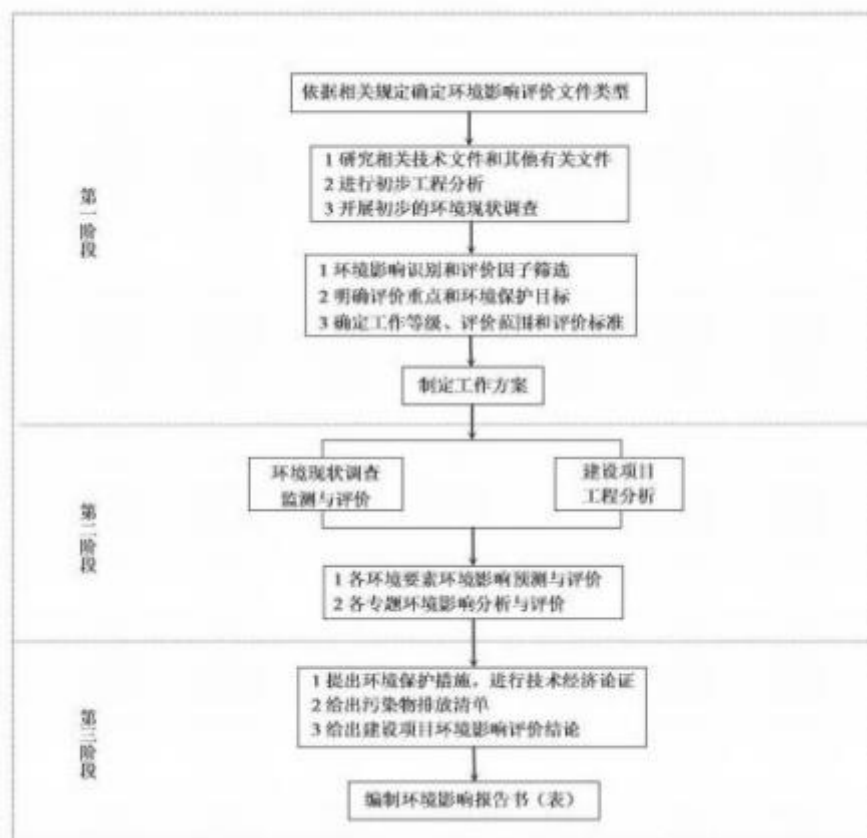 依据相关规定确定环境影响评价文件类型
第一阶段
1 研究相关技术文件和其他有关文件
2 进行初步工程分析
3 开展初步的环境现状调查
1 环境影响识别和评价因子筛选
2 明确评价重点和环境保护目标
3 确定工作等级、评价范围和评价标准
制定工作方案
第二阶段
环境现状调查
监测与评价
建设项目
工程分析
1 各环境要素环境影响预测与评价
2 各专题环境影响分析与评价
第三阶段
1 提出环境保护措施,进行技术经济论证
2 给出污染物排放清单
3 给出建设项目环境影响评价结论
编制环境影响报告书(表)